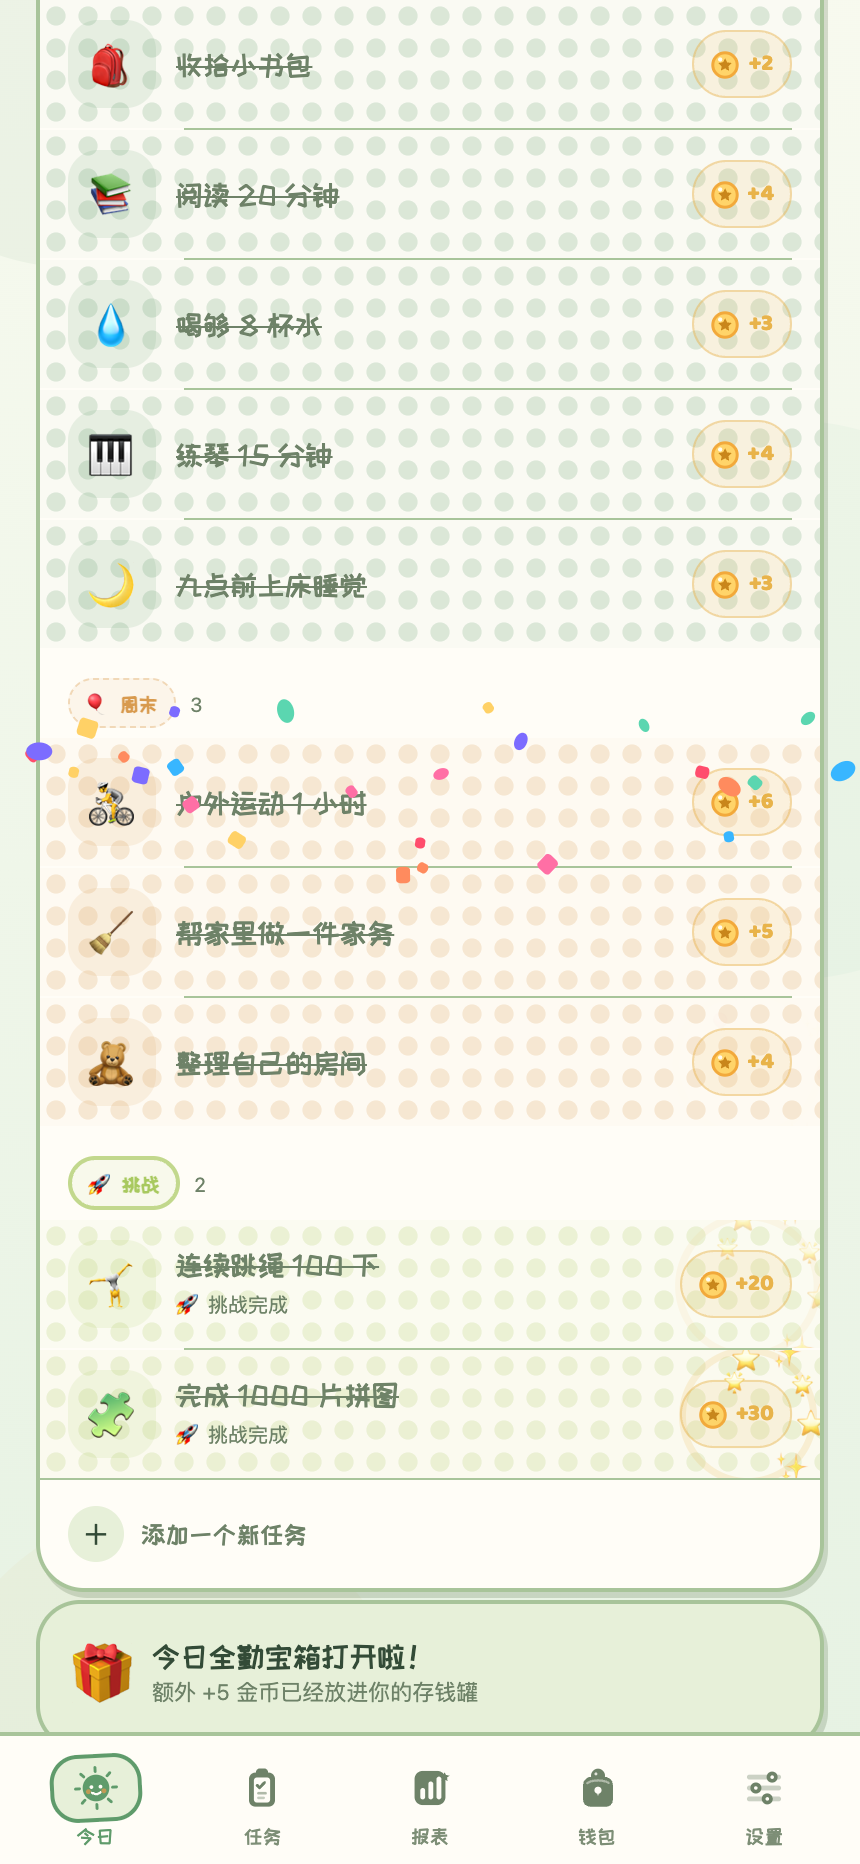 收拾小书包
+2
阅读 20 分钟
+4
喝够 8 杯水
+3
练琴 15 分钟
+4
九点前上床睡觉
+3
周末 3
户外运动 1 小时
+6
帮家里做一件家务
+5
整理自己的房间
+4
挑战 2
连续跳绳 100 下
挑战完成
+20
完成 1000 片拼图
挑战完成
+30
添加一个新任务
今日全勤宝箱打开啦！
额外 +5 金币已经放进你的存钱罐
今日 任务 报表 钱包 设置